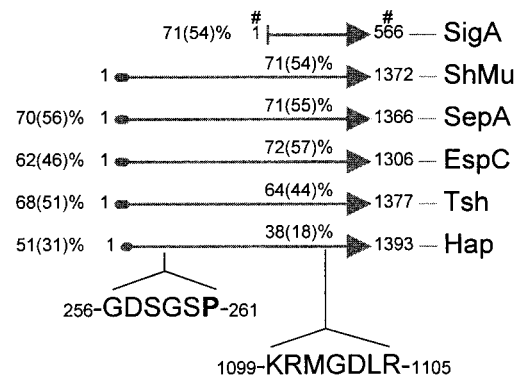 # #
71(54)% 1 566 SigA
71(54)%
1 1372 ShMu
71(55)%
70(56)% 1 1366 SepA
72(57)%
62(46)% 1 1306 EspC
64(44)%
68(51)% 1 1377 Tsh
38(18)%
51(31)% 1 1393 Hap
256-GDSGSP-261
1099-KRMGDLR-1105